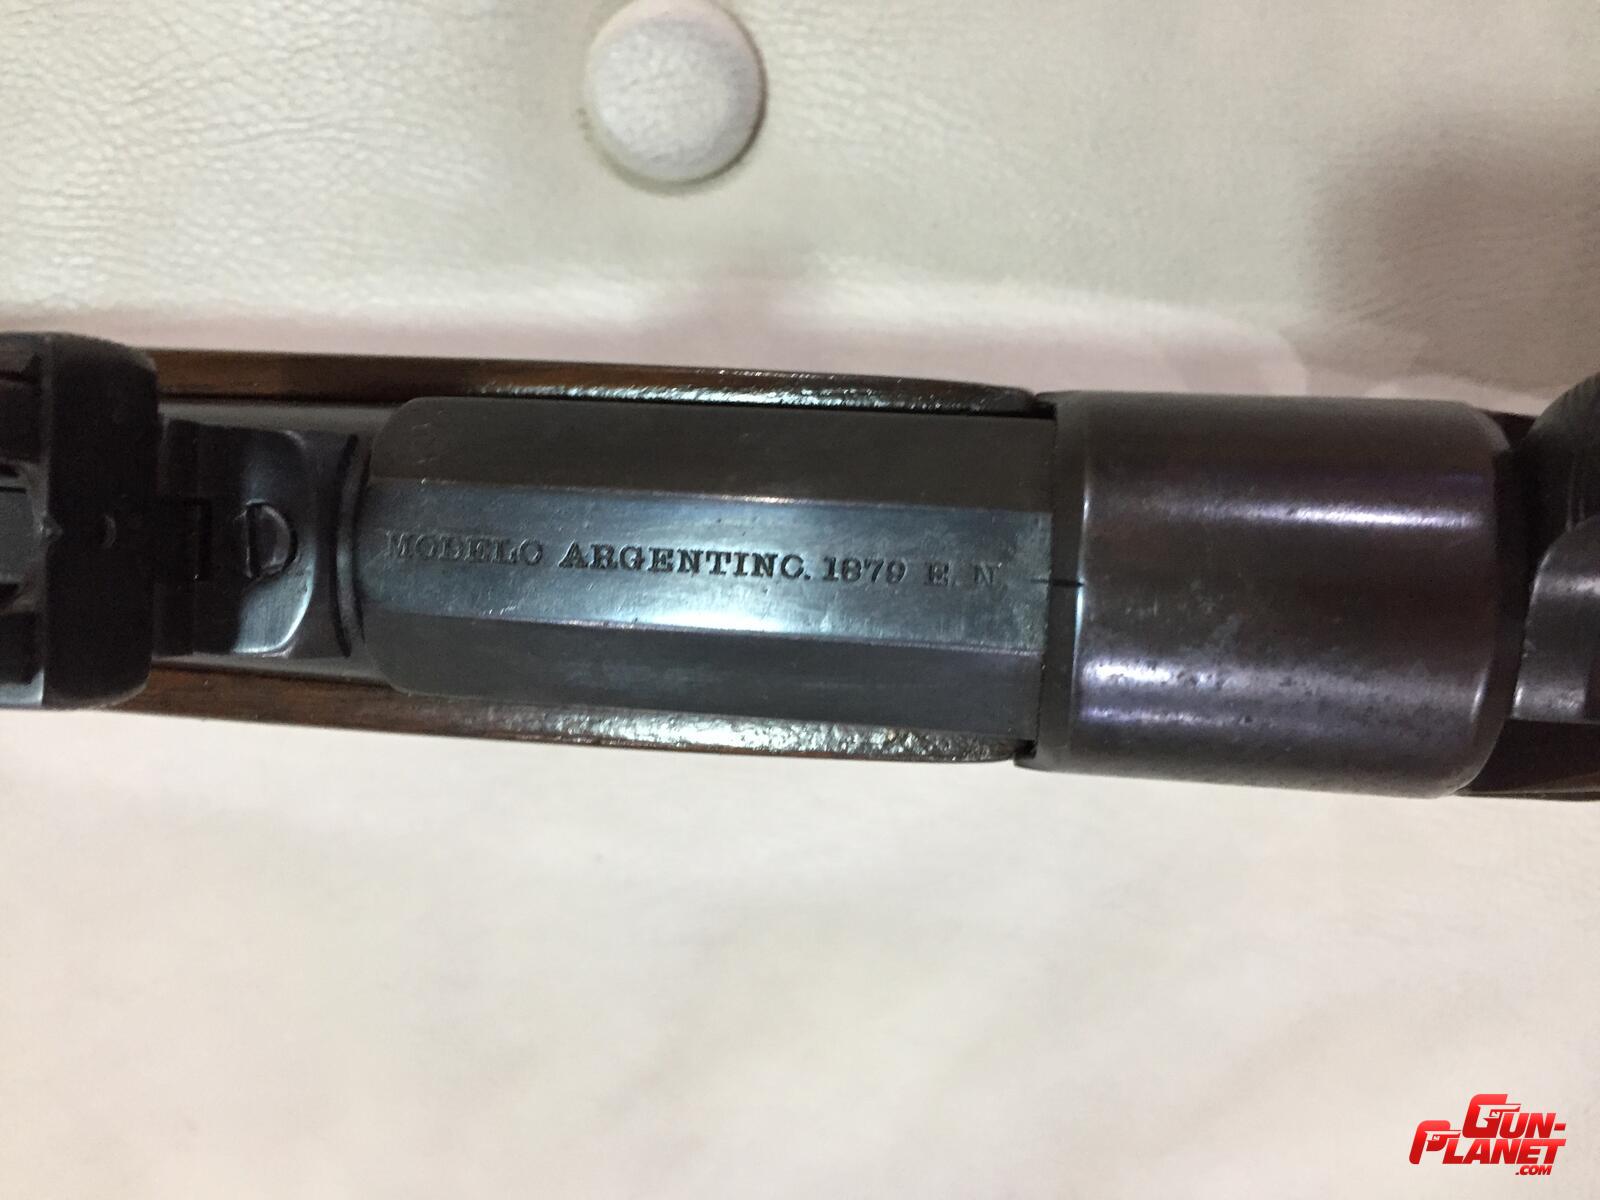 MODELO ARGENTINO. 1879 E. N.
GUN-
PLANET
.COM